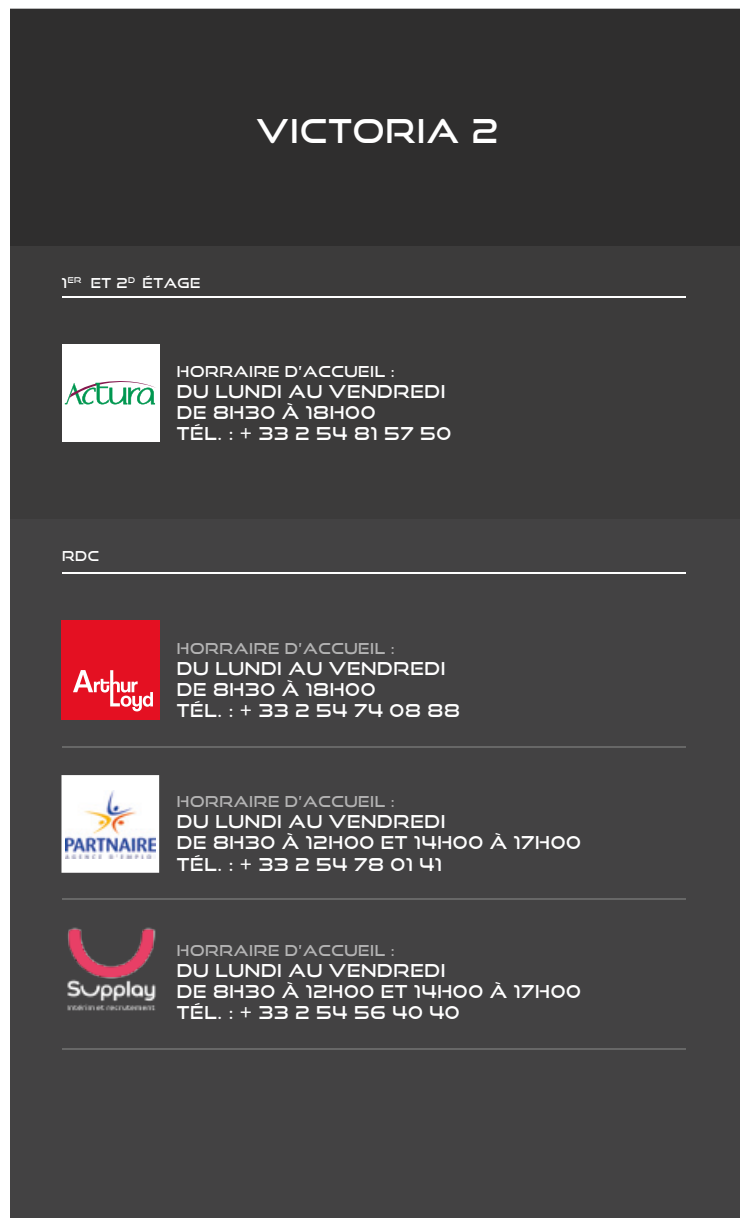 VICTORIA 2
1ER ET 2D ÉTAGE
Actura
HORRAIRE D'ACCUEIL :
DU LUNDI AU VENDREDI
DE 8H30 À 18H00
TÉL. : + 33 2 54 81 57 50
RDC
Arthur
Loyd
HORRAIRE D'ACCUEIL :
DU LUNDI AU VENDREDI
DE 8H30 À 18H00
TÉL. : + 33 2 54 74 08 88
PARTNAIRE
AGENCE D'EMPLOI
HORRAIRE D'ACCUEIL :
DU LUNDI AU VENDREDI
DE 8H30 À 12H00 ET 14H00 À 17H00
TÉL. : + 33 2 54 78 01 41
Supplay
intérim et recrutement
HORRAIRE D'ACCUEIL :
DU LUNDI AU VENDREDI
DE 8H30 À 12H00 ET 14H00 À 17H00
TÉL. : + 33 2 54 56 40 40